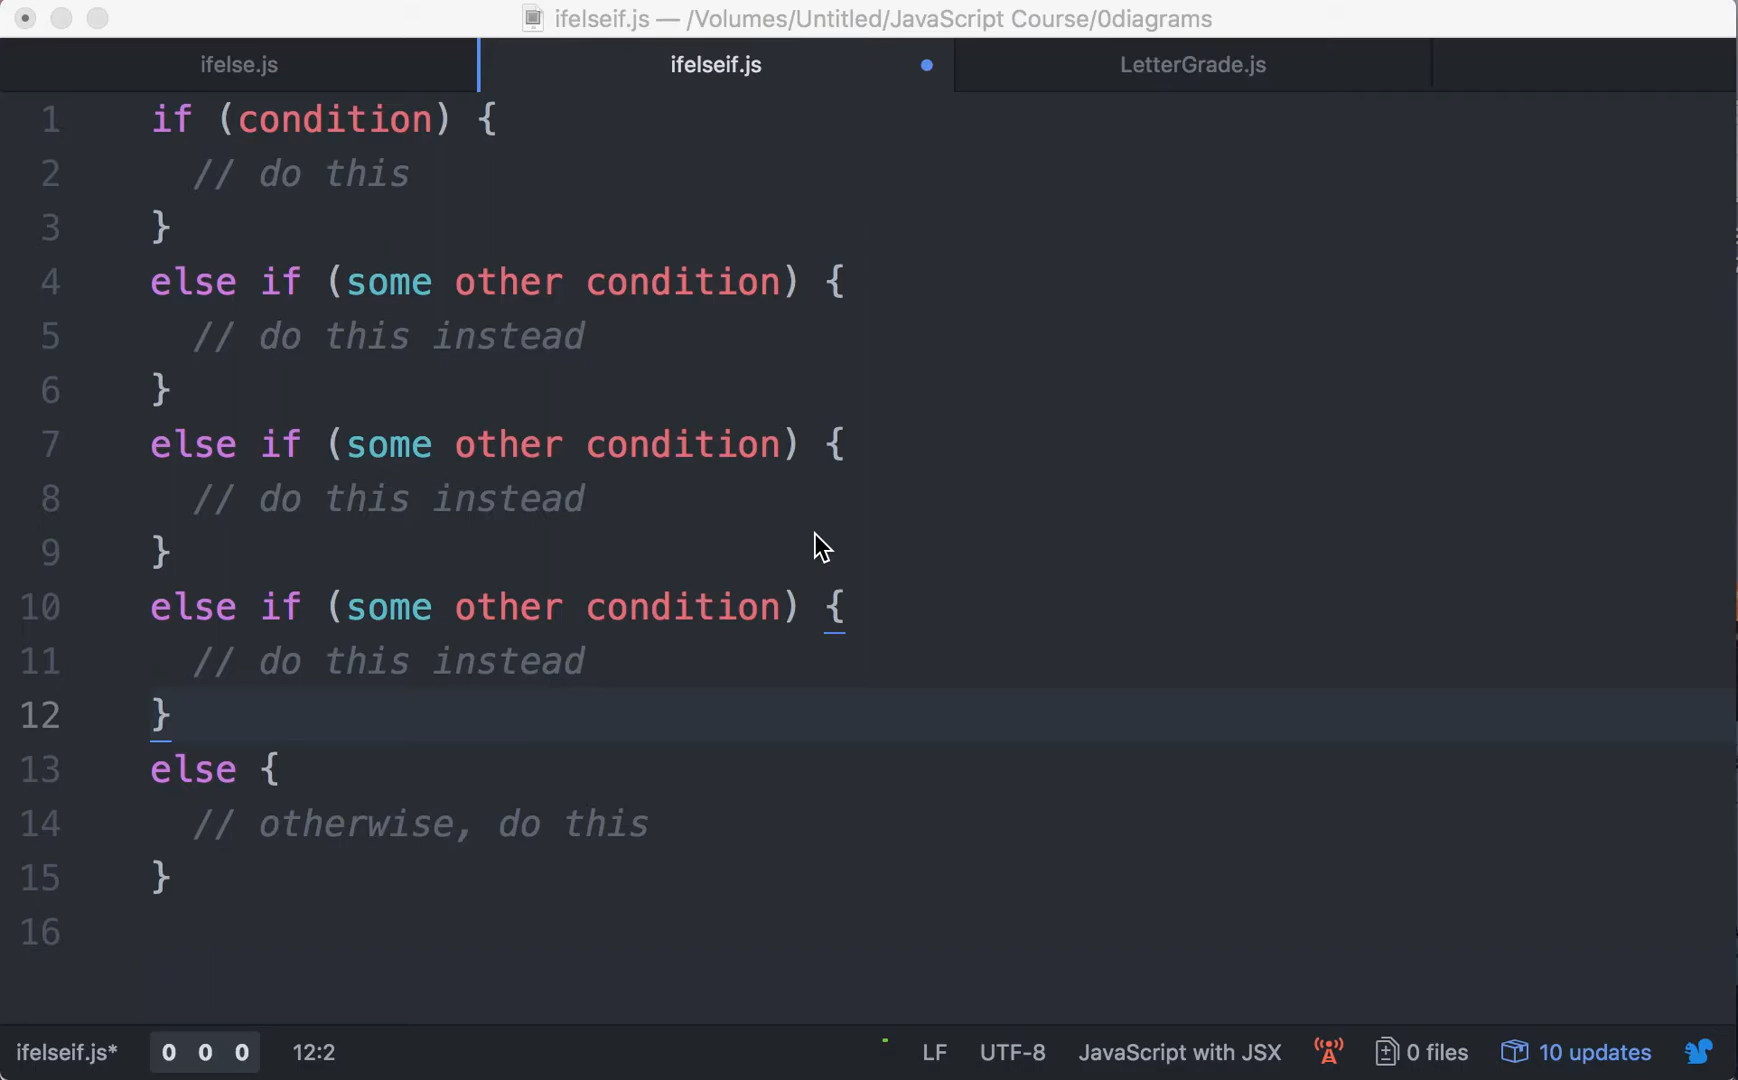 ifelseif.js — /Volumes/Untitled/JavaScript Course/0diagrams
ifelse.js ifelseif.js LetterGrade.js
1 if (condition) {
2 // do this
3 }
4 else if (some other condition) {
5 // do this instead
6 }
7 else if (some other condition) {
8 // do this instead
9 }
10 else if (some other condition) {
11 // do this instead
12 }
13 else {
14 // otherwise, do this
15 }
16
ifelseif.js* 0 0 0 12:2 LF UTF-8 JavaScript with JSX 0 files 10 updates